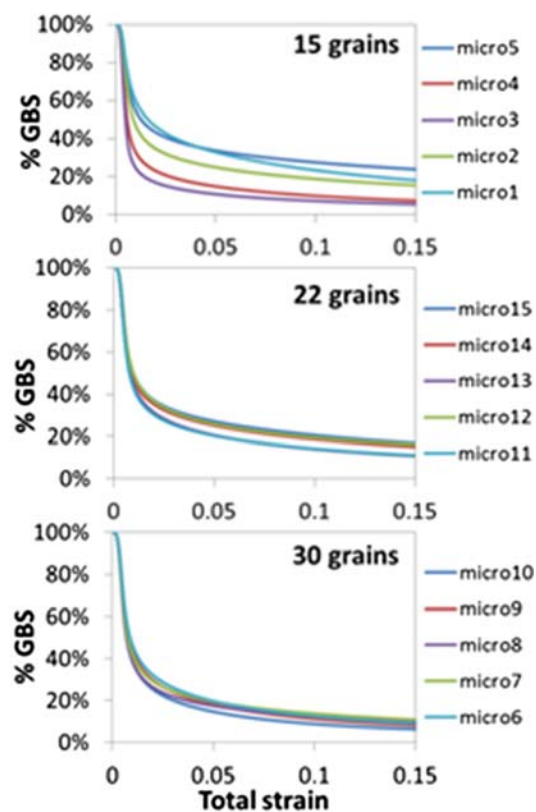 100%
80%
60%
40%
20%
0%
% GBS
15 grains
micro5
micro4
micro3
micro2
micro1
0 0.05 0.1 0.15
100%
80%
60%
40%
20%
0%
% GBS
22 grains
micro15
micro14
micro13
micro12
micro11
0 0.05 0.1 0.15
100%
80%
60%
40%
20%
0%
% GBS
30 grains
micro10
micro9
micro8
micro7
micro6
0 0.05 0.1 0.15
Total strain